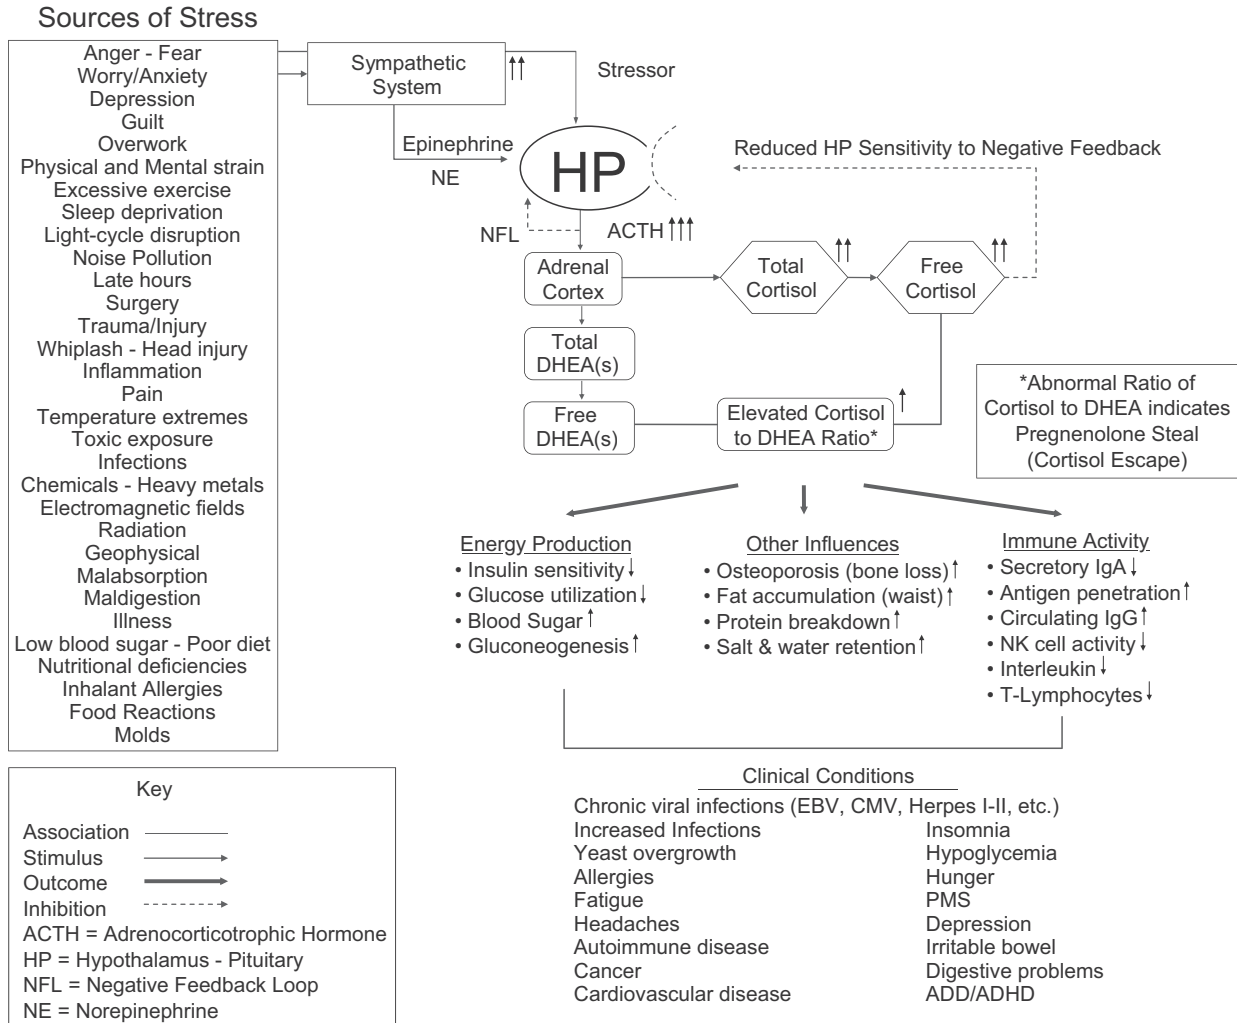 Sources of Stress
Anger - Fear
Worry/Anxiety
Depression
Guilt
Overwork
Physical and Mental strain
Excessive exercise
Sleep deprivation
Light-cycle disruption
Noise Pollution
Late hours
Surgery
Trauma/Injury
Whiplash - Head injury
Inflammation
Pain
Temperature extremes
Toxic exposure
Infections
Chemicals - Heavy metals
Electromagnetic fields
Radiation
Geophysical
Malabsorption
Maldigestion
Illness
Low blood sugar - Poor diet
Nutritional deficiencies
Inhalant Allergies
Food Reactions
Molds
Sympathetic
System
Stressor
Epinephrine
NE
HP
Reduced HP Sensitivity to Negative Feedback
NFL
ACTH
Adrenal
Cortex
Total
Cortisol
Free
Cortisol
Total
DHEA(s)
Free
DHEA(s)
Elevated Cortisol
to DHEA Ratio*
*Abnormal Ratio of
Cortisol to DHEA indicates
Pregnenolone Steal
(Cortisol Escape)
Energy Production
• Insulin sensitivity↓
• Glucose utilization↓
• Blood Sugar↑
• Gluconeogenesis↑
Other Influences
• Osteoporosis (bone loss)↑
• Fat accumulation (waist)↑
• Protein breakdown↑
• Salt & water retention↑
Immune Activity
• Secretory IgA↓
• Antigen penetration↑
• Circulating IgG↑
• NK cell activity↓
• Interleukin↓
• T-Lymphocytes↓
Key
Association
Stimulus
Outcome
Inhibition
ACTH = Adrenocorticotrophic Hormone
HP = Hypothalamus - Pituitary
NFL = Negative Feedback Loop
NE = Norepinephrine
Clinical Conditions
Chronic viral infections (EBV, CMV, Herpes I-II, etc.)
Increased Infections
Yeast overgrowth
Allergies
Fatigue
Headaches
Autoimmune disease
Cancer
Cardiovascular disease
Insomnia
Hypoglycemia
Hunger
PMS
Depression
Irritable bowel
Digestive problems
ADD/ADHD